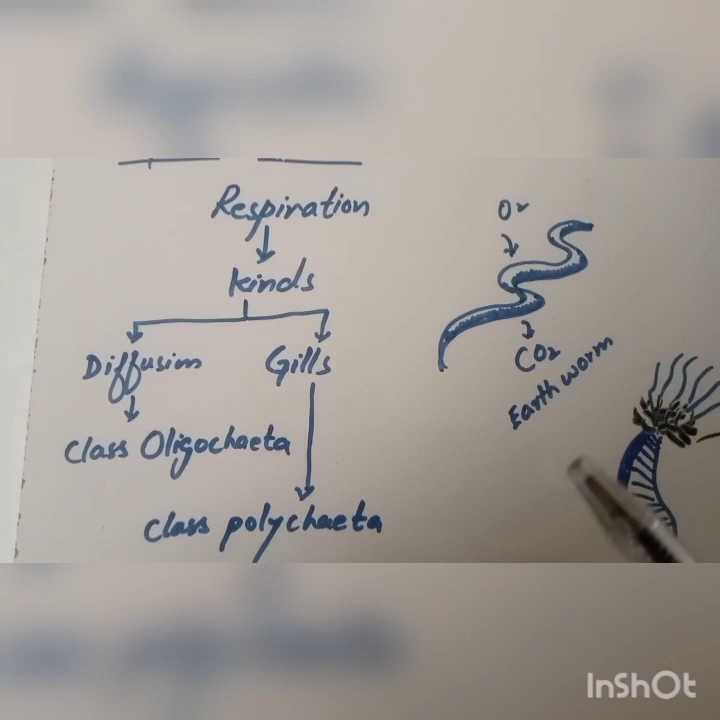 Respiration
kinds
Diffusion
Gills
Class Oligochaeta
Class polychaeta
O2
CO2
Earth worm
InShOt